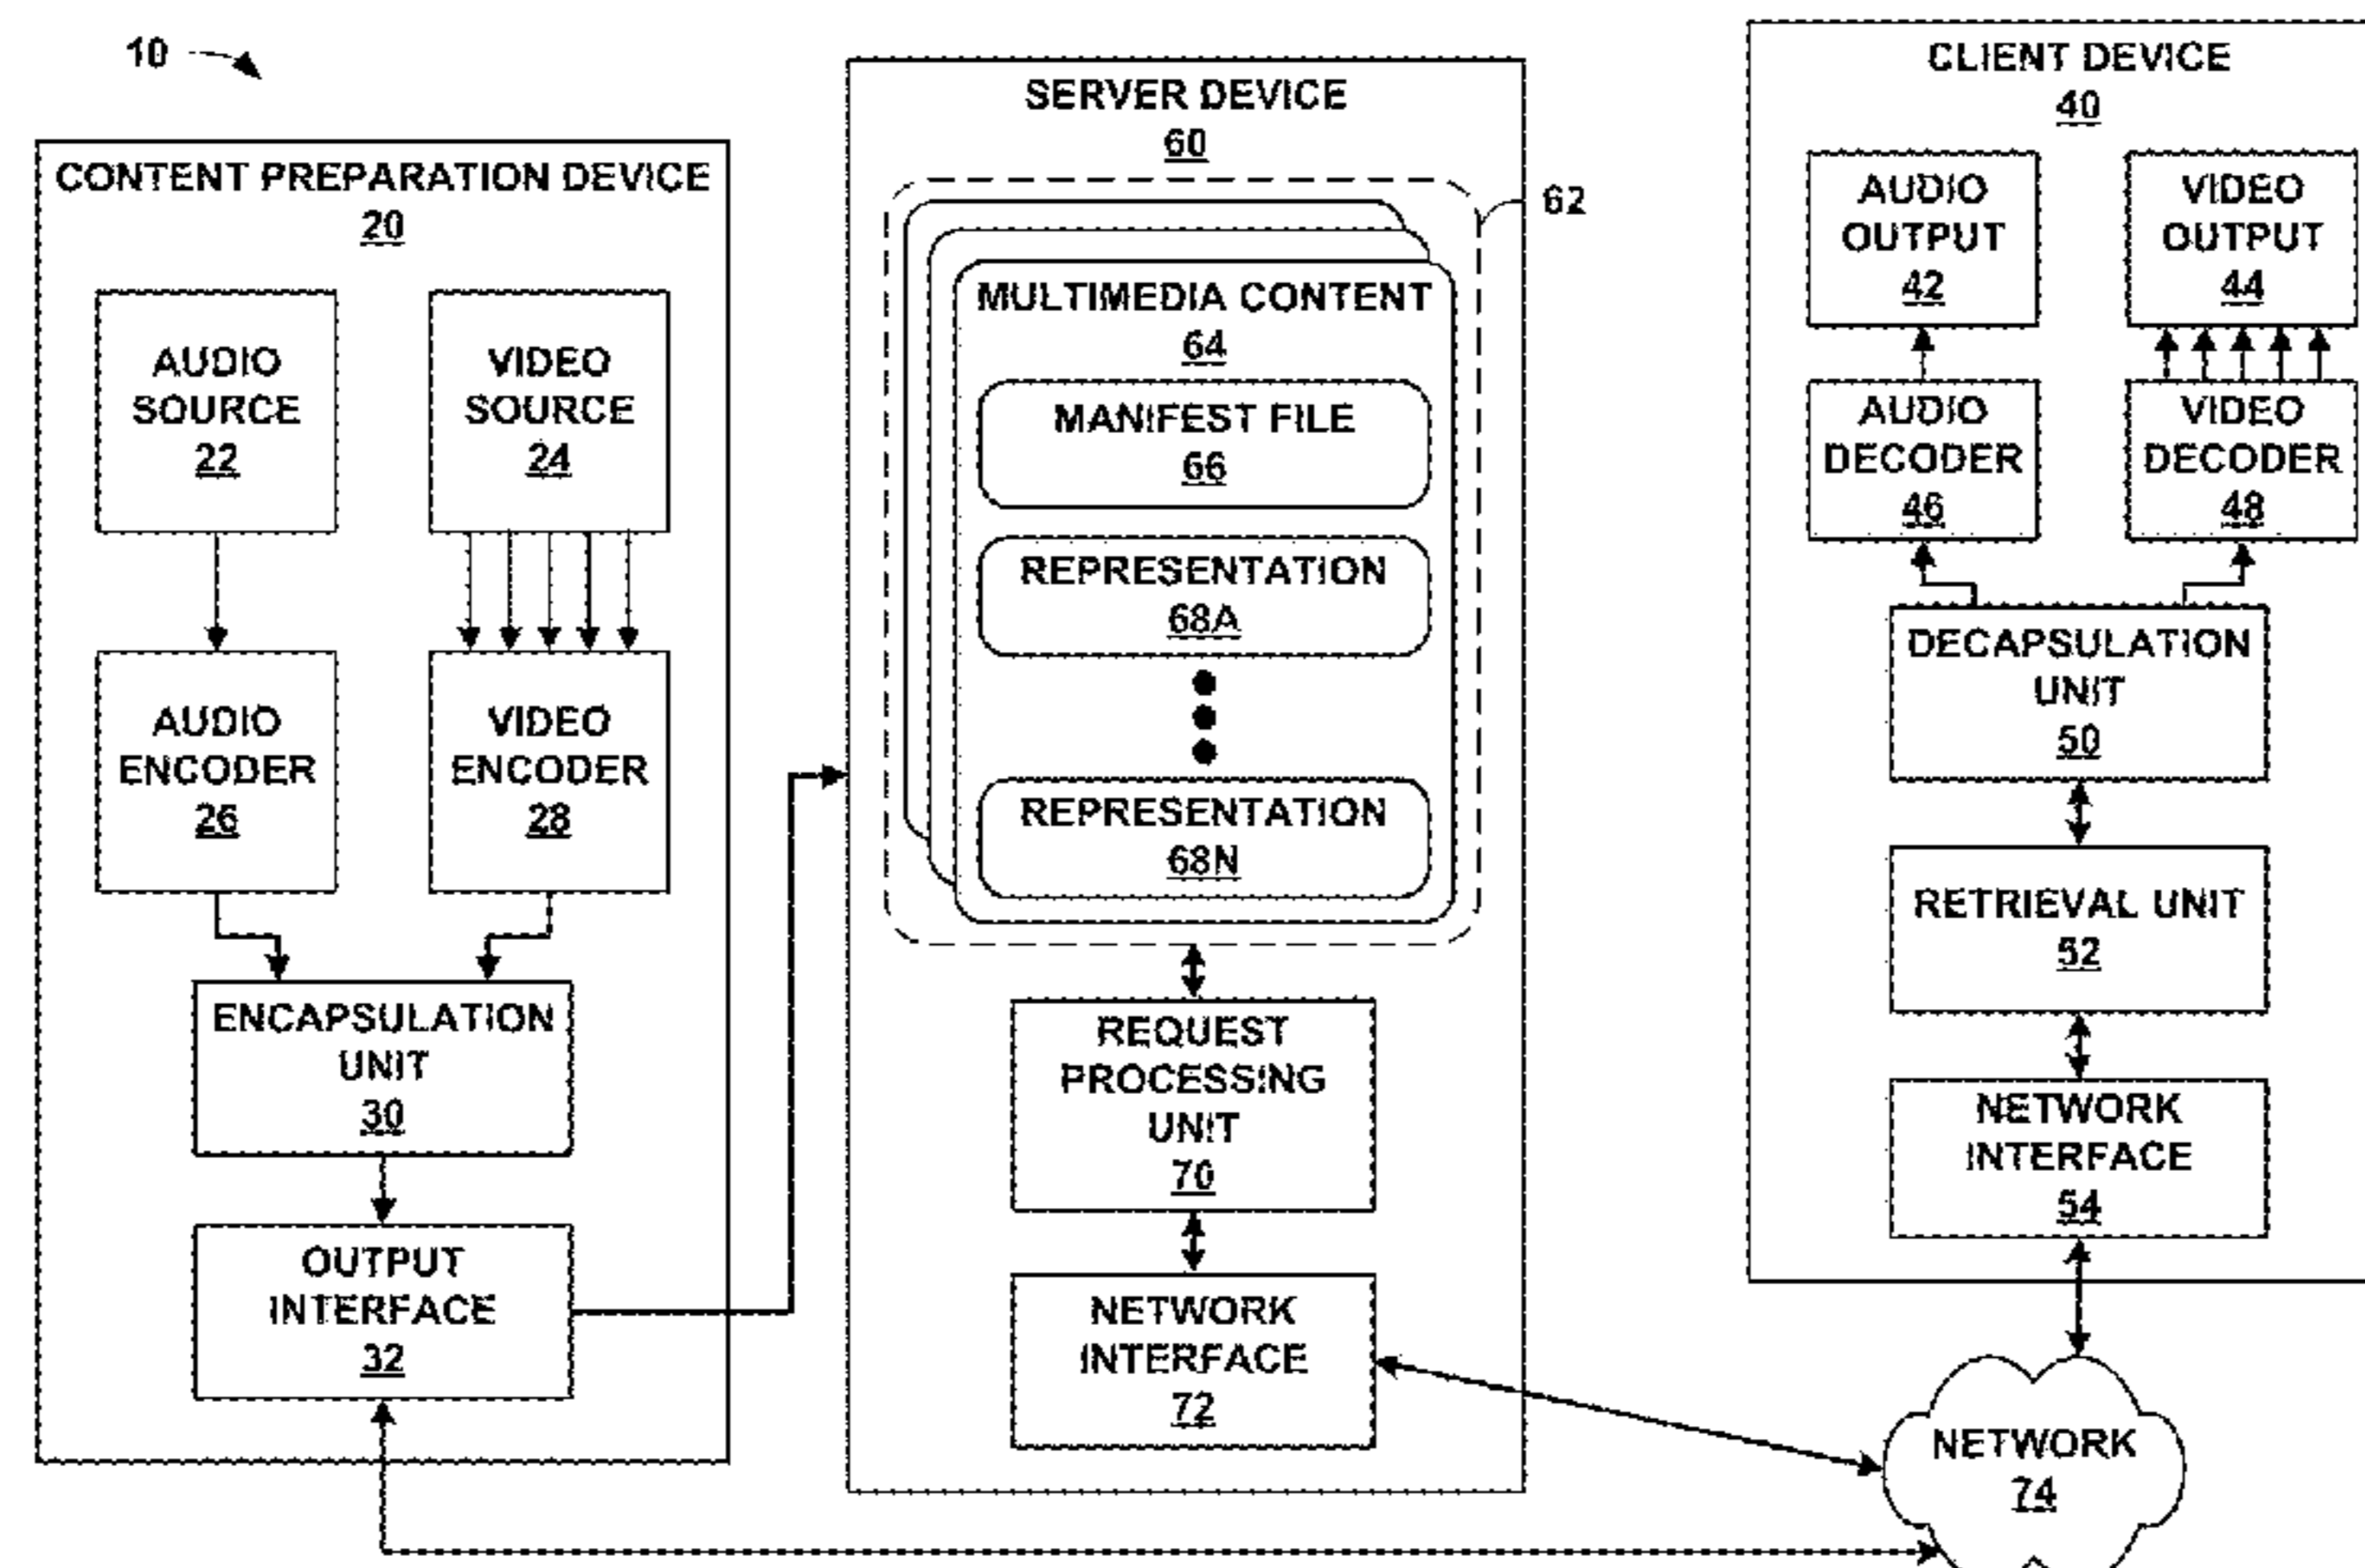 10
CONTENT PREPARATION DEVICE
20
AUDIO
SOURCE
22
VIDEO
SOURCE
24
AUDIO
ENCODER
26
VIDEO
ENCODER
28
ENCAPSULATION
UNIT
30
OUTPUT
INTERFACE
32
SERVER DEVICE
60
62
MULTIMEDIA CONTENT
64
MANIFEST FILE
66
REPRESENTATION
68A
REPRESENTATION
68N
REQUEST
PROCESSING
UNIT
70
NETWORK
INTERFACE
72
CLIENT DEVICE
40
AUDIO
OUTPUT
42
VIDEO
OUTPUT
44
AUDIO
DECODER
46
VIDEO
DECODER
48
DECAPSULATION
UNIT
50
RETRIEVAL UNIT
52
NETWORK
INTERFACE
54
NETWORK
74